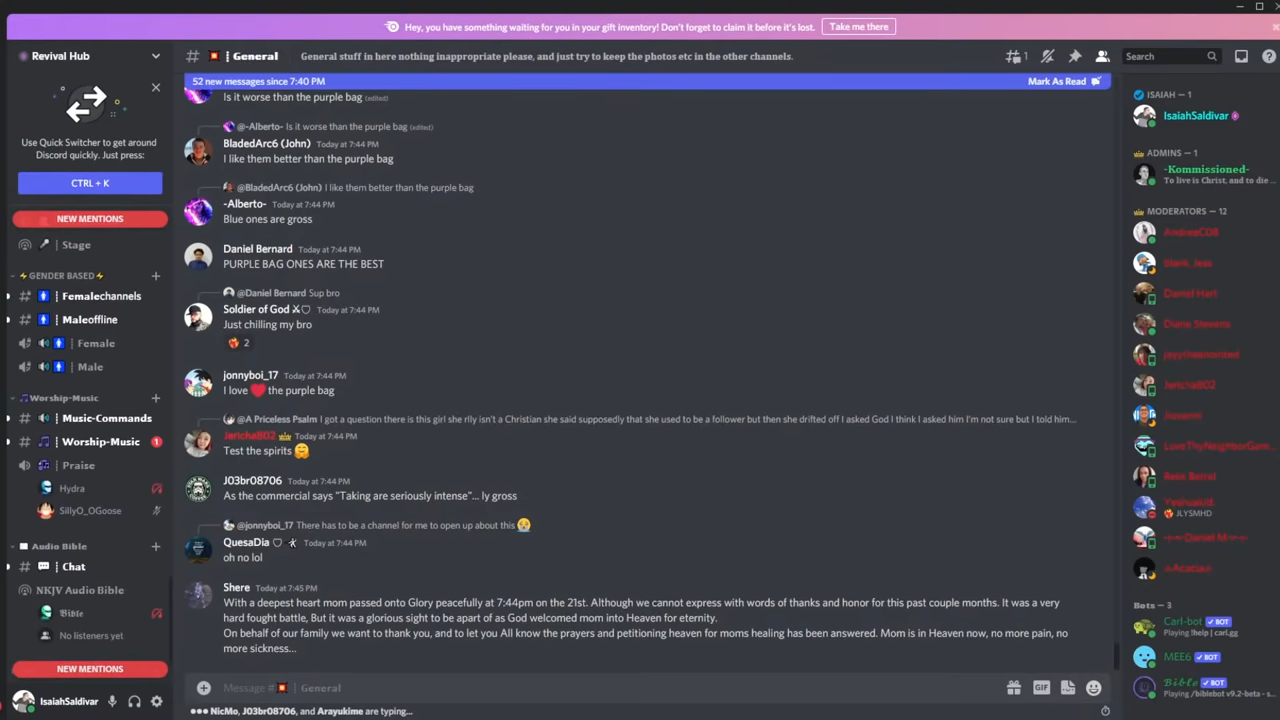 Hey, you have something waiting for you in your gift inventory! Don't forget to claim it before it's lost.
Take me there
Revival Hub
General
General stuff in here nothing inappropriate please, and just try to keep the photos etc in the other channels.
1
Search
Use Quick Switcher to get around
Discord quickly. Just press:
CTRL + K
NEW MENTIONS
Stage
GENDER BASED
Femalechannels
Maleoffline
Female
Male
Worship-Music
Music-Commands
Worship-Music
1
Praise
Hydra
SillyO_OGoose
Audio Bible
Chat
NKJV Audio Bible
Bible
No listeners yet
NEW MENTIONS
IsaiahSaldivar
52 new messages since 7:40 PM
Mark As Read
Is it worse than the purple bag (edited)
@-Alberto- Is it worse than the purple bag (edited)
BladedArc6 (John) Today at 7:44 PM
I like them better than the purple bag
@BladedArc6 (John) I like them better than the purple bag
-Alberto- Today at 7:44 PM
Blue ones are gross
Daniel Bernard Today at 7:44 PM
PURPLE BAG ONES ARE THE BEST
@Daniel Bernard Sup bro
Soldier of God ⚔🛡 Today at 7:44 PM
Just chilling my bro
2
jonnyboi_17 Today at 7:44 PM
I love ❤ the purple bag
@A Priceless Psalm I got a question there is this girl she rlly isn't a Christian she said supposedly that she used to be a follower but then she drifted off I asked God I think I asked him I'm not sure but I told him...
JerichaB02 Today at 7:44 PM
Test the spirits 🤗
J03br08706 Today at 7:44 PM
As the commercial says "Taking are seriously intense"... ly gross
@jonnyboi_17 There has to be a channel for me to open up about this 😭
QuesaDia Today at 7:44 PM
oh no lol
Shere Today at 7:45 PM
With a deepest heart mom passed onto Glory peacefully at 7:44pm on the 21st. Although we cannot express with words of thanks and honor for this past couple months. It was a very
hard fought battle, But it was a glorious sight to be apart of as God welcomed mom into Heaven for eternity.
On behalf of our family we want to thank you, and to let you All know the prayers and petitioning heaven for moms healing has been answered. Mom is in Heaven now, no more pain, no
more sickness...
Message # General
GIF
NicMo, J03br08706, and Arayukime are typing...
ISAIAH — 1
IsaiahSaldivar
ADMINS — 1
-Kommissioned-
To live is Christ, and to die ...
MODERATORS — 12
AndreaC08
Daniel Hart
Diana Stevens
jayytheanointed
JerichaB02
LoveThyNeighborGam...
JLYSMHD
Bots — 3
Carl-bot BOT
Playing !help | carl.gg
MEE6 BOT
Bible BOT
Playing /biblebot v9.2-beta - s...